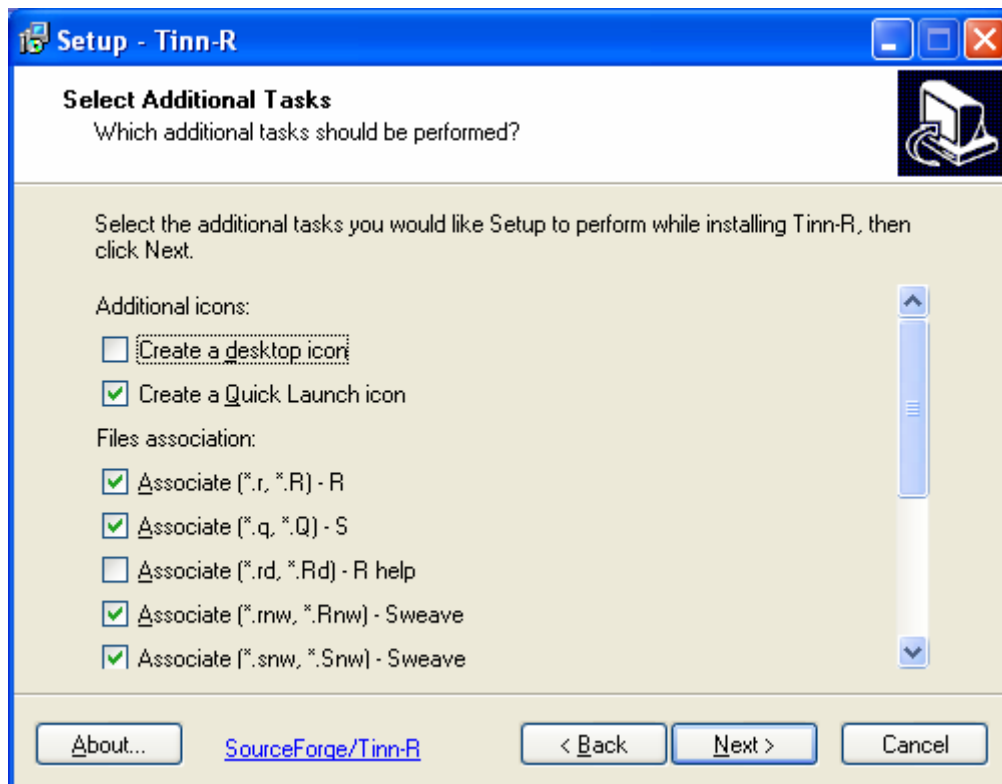 Setup - Tinn-R
Select Additional Tasks
Which additional tasks should be performed?
Select the additional tasks you would like Setup to perform while installing Tinn-R, then
click Next.
Additional icons:
Create a desktop icon
Create a Quick Launch icon
Files association:
Associate (*.r, *.R) - R
Associate (*.q, *.Q) - S
Associate (*.rd, *.Rd) - R help
Associate (*.rnw, *.Rnw) - Sweave
Associate (*.snw, *.Snw) - Sweave
About... SourceForge/Tinn-R < Back Next > Cancel